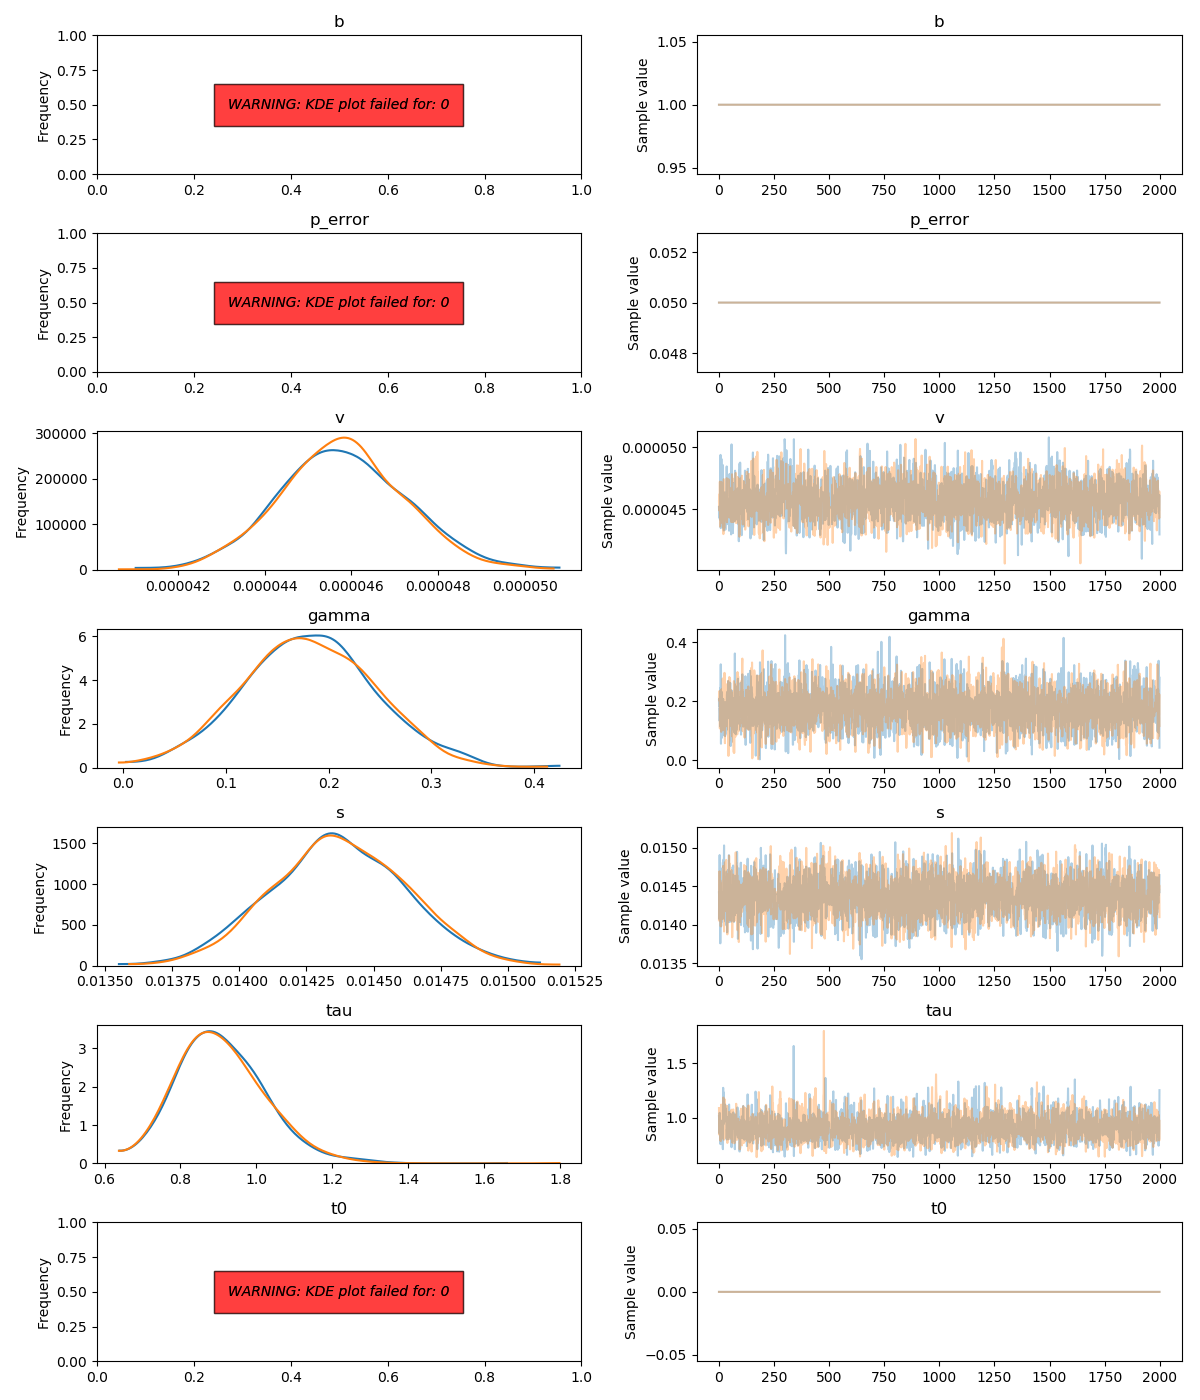 b
1.00
0.75
0.50
0.25
0.00
Frequency
WARNING: KDE plot failed for: 0
0.0 0.2 0.4 0.6 0.8 1.0
b
1.05
1.00
0.95
Sample value
0 250 500 750 1000 1250 1500 1750 2000
p_error
1.00
0.75
0.50
0.25
0.00
Frequency
WARNING: KDE plot failed for: 0
0.0 0.2 0.4 0.6 0.8 1.0
p_error
0.052
0.050
0.048
Sample value
0 250 500 750 1000 1250 1500 1750 2000
v
300000
200000
100000
0
Frequency
0.000042 0.000044 0.000046 0.000048 0.000050
v
0.000050
0.000045
Sample value
0 250 500 750 1000 1250 1500 1750 2000
gamma
6
4
2
0
Frequency
0.0 0.1 0.2 0.3 0.4
gamma
0.4
0.2
0.0
Sample value
0 250 500 750 1000 1250 1500 1750 2000
s
1500
1000
500
0
Frequency
0.01350 0.01375 0.01400 0.01425 0.01450 0.01475 0.01500 0.01525
s
0.0150
0.0145
0.0140
0.0135
Sample value
0 250 500 750 1000 1250 1500 1750 2000
tau
3
2
1
0
Frequency
0.6 0.8 1.0 1.2 1.4 1.6 1.8
tau
1.5
1.0
Sample value
0 250 500 750 1000 1250 1500 1750 2000
t0
1.00
0.75
0.50
0.25
0.00
Frequency
WARNING: KDE plot failed for: 0
0.0 0.2 0.4 0.6 0.8 1.0
t0
0.05
0.00
−0.05
Sample value
0 250 500 750 1000 1250 1500 1750 2000